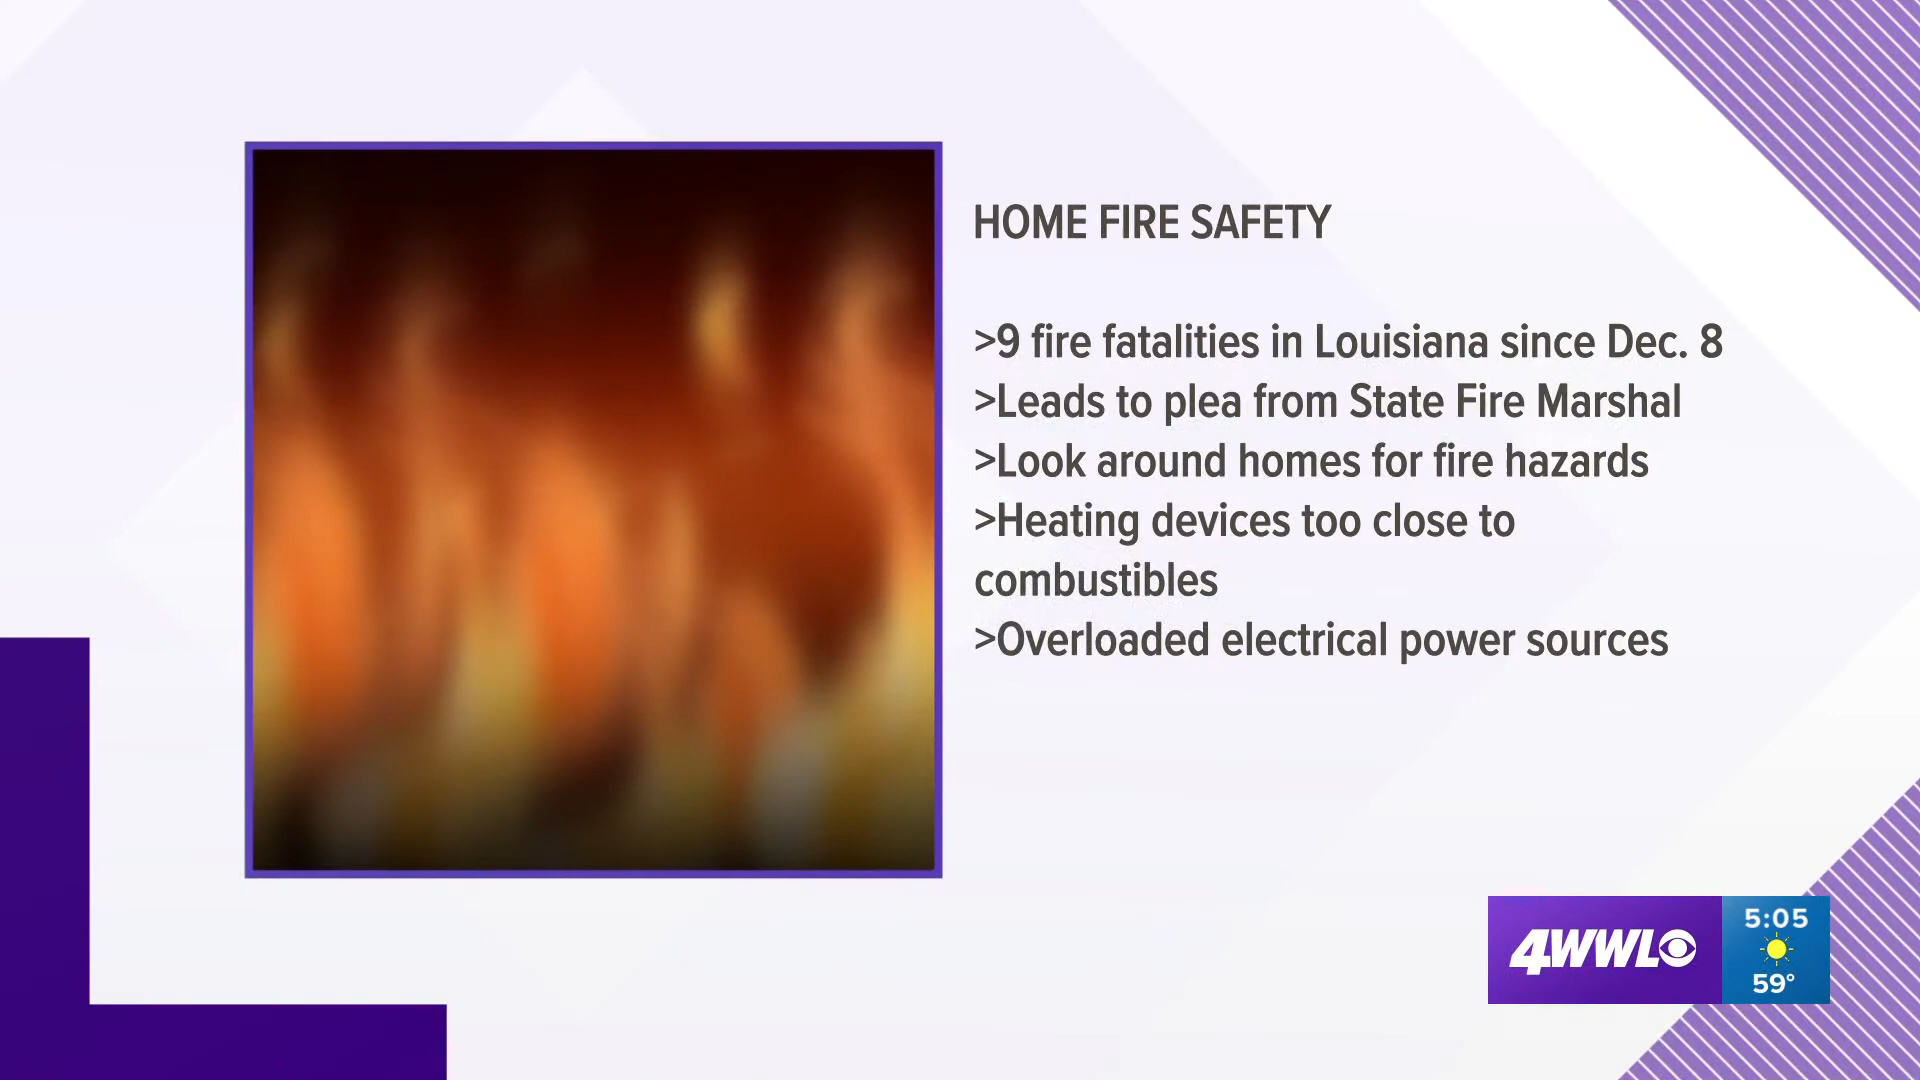 HOME FIRE SAFETY
>9 fire fatalities in Louisiana since Dec. 8
>Leads to plea from State Fire Marshal
>Look around homes for fire hazards
>Heating devices too close to
combustibles
>Overloaded electrical power sources
4WWL
5:05
59°